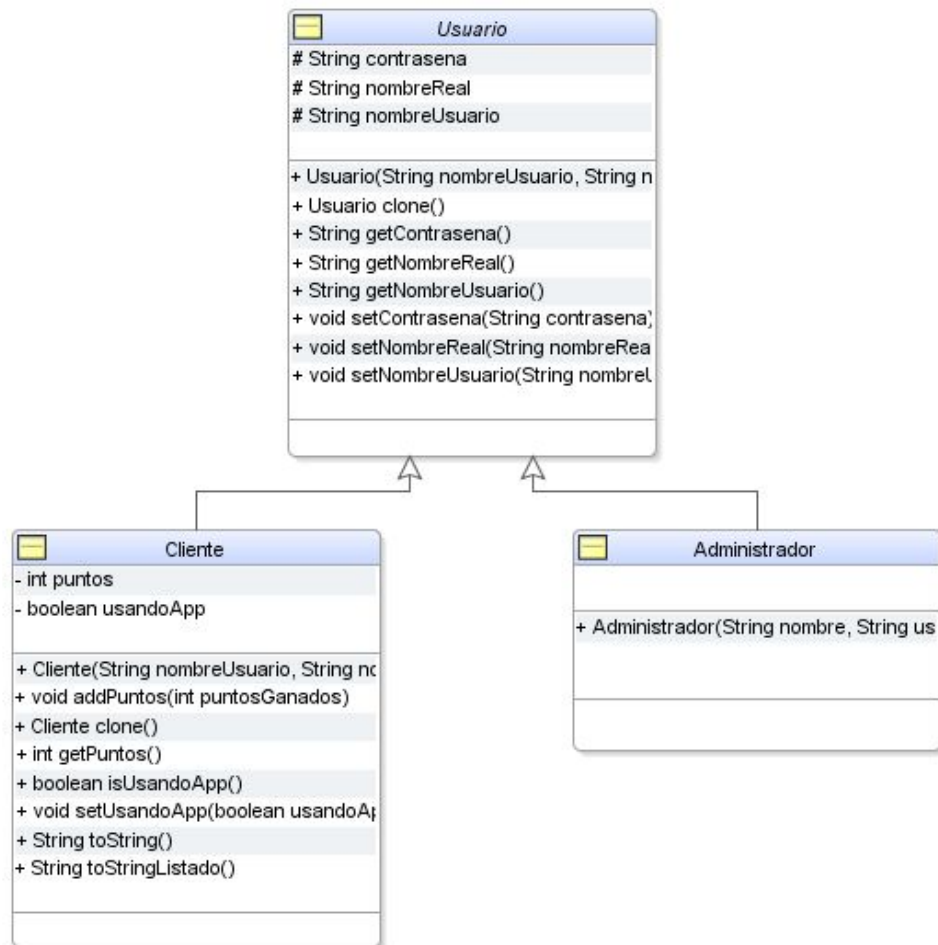 Usuario
# String contrasena
# String nombreReal
# String nombreUsuario
+ Usuario(String nombreUsuario, String n
+ Usuario clone()
+ String getContrasena()
+ String getNombreReal()
+ String getNombreUsuario()
+ void setContrasena(String contrasena)
+ void setNombreReal(String nombreRea
+ void setNombreUsuario(String nombreU
Cliente
- int puntos
- boolean usandoApp
+ Cliente(String nombreUsuario, String no
+ void addPuntos(int puntosGanados)
+ Cliente clone()
+ int getPuntos()
+ boolean isUsandoApp()
+ void setUsandoApp(boolean usandoAp
+ String toString()
+ String toStringListado()
Administrador
+ Administrador(String nombre, String us